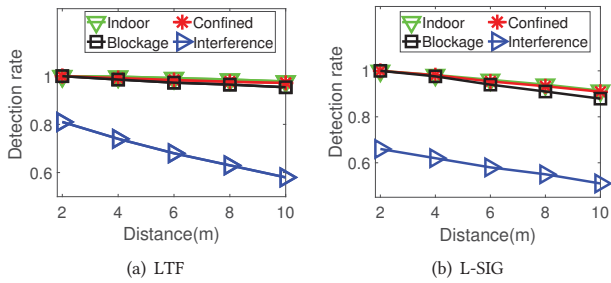 Indoor Confined
Blockage Interference
Detection rate
1
0.8
0.6
2 4 6 8 10
Distance(m)
(a) LTF
Indoor Confined
Blockage Interference
Detection rate
1
0.8
0.6
2 4 6 8 10
Distance(m)
(b) L-SIG